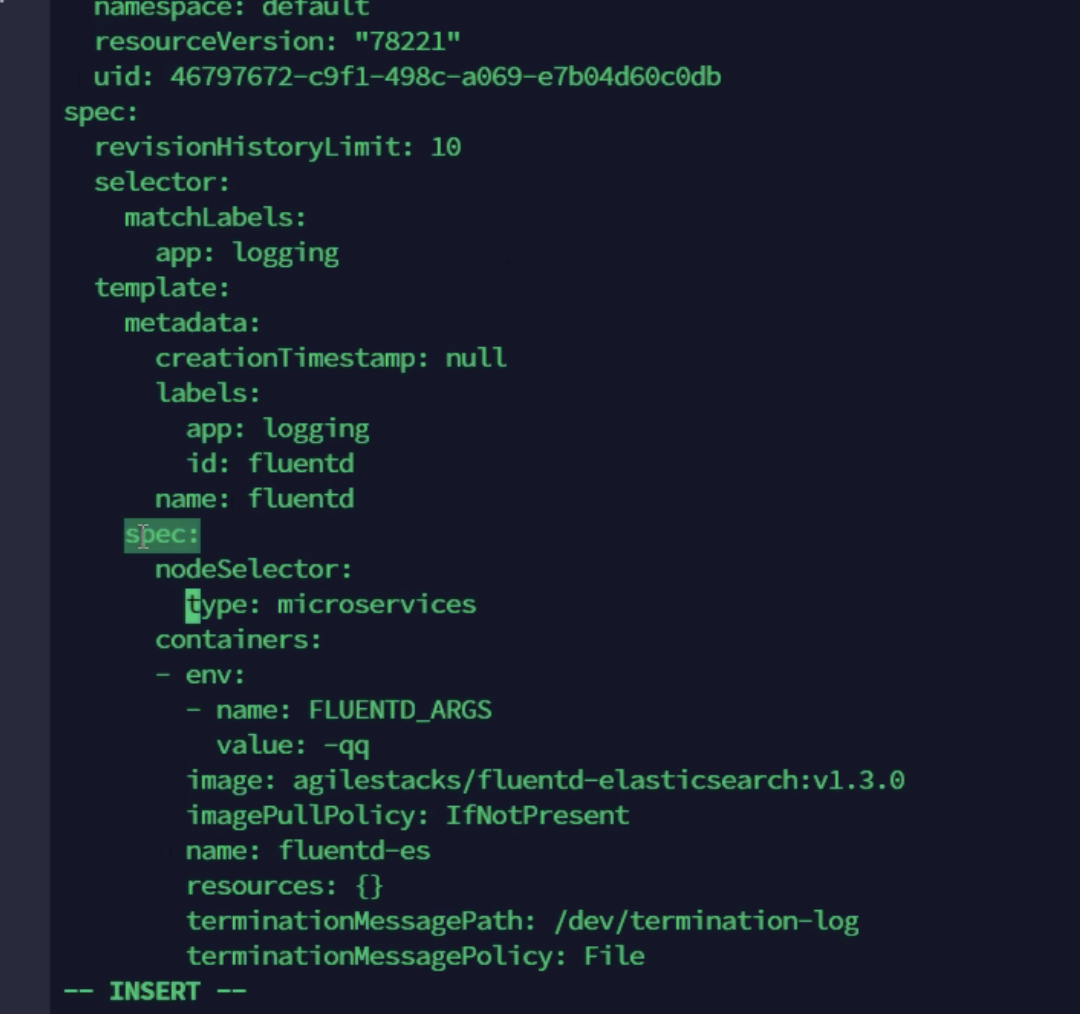 namespace: default
resourceVersion: "78221"
uid: 46797672-c9f1-498c-a069-e7b04d60c0db
spec:
revisionHistoryLimit: 10
selector:
matchLabels:
app: logging
template:
metadata:
creationTimestamp: null
labels:
app: logging
id: fluentd
name: fluentd
spec:
nodeSelector:
type: microservices
containers:
- env:
- name: FLUENTD_ARGS
value: -qq
image: agilestacks/fluentd-elasticsearch:v1.3.0
imagePullPolicy: IfNotPresent
name: fluentd-es
resources: {}
terminationMessagePath: /dev/termination-log
terminationMessagePolicy: File
-- INSERT --